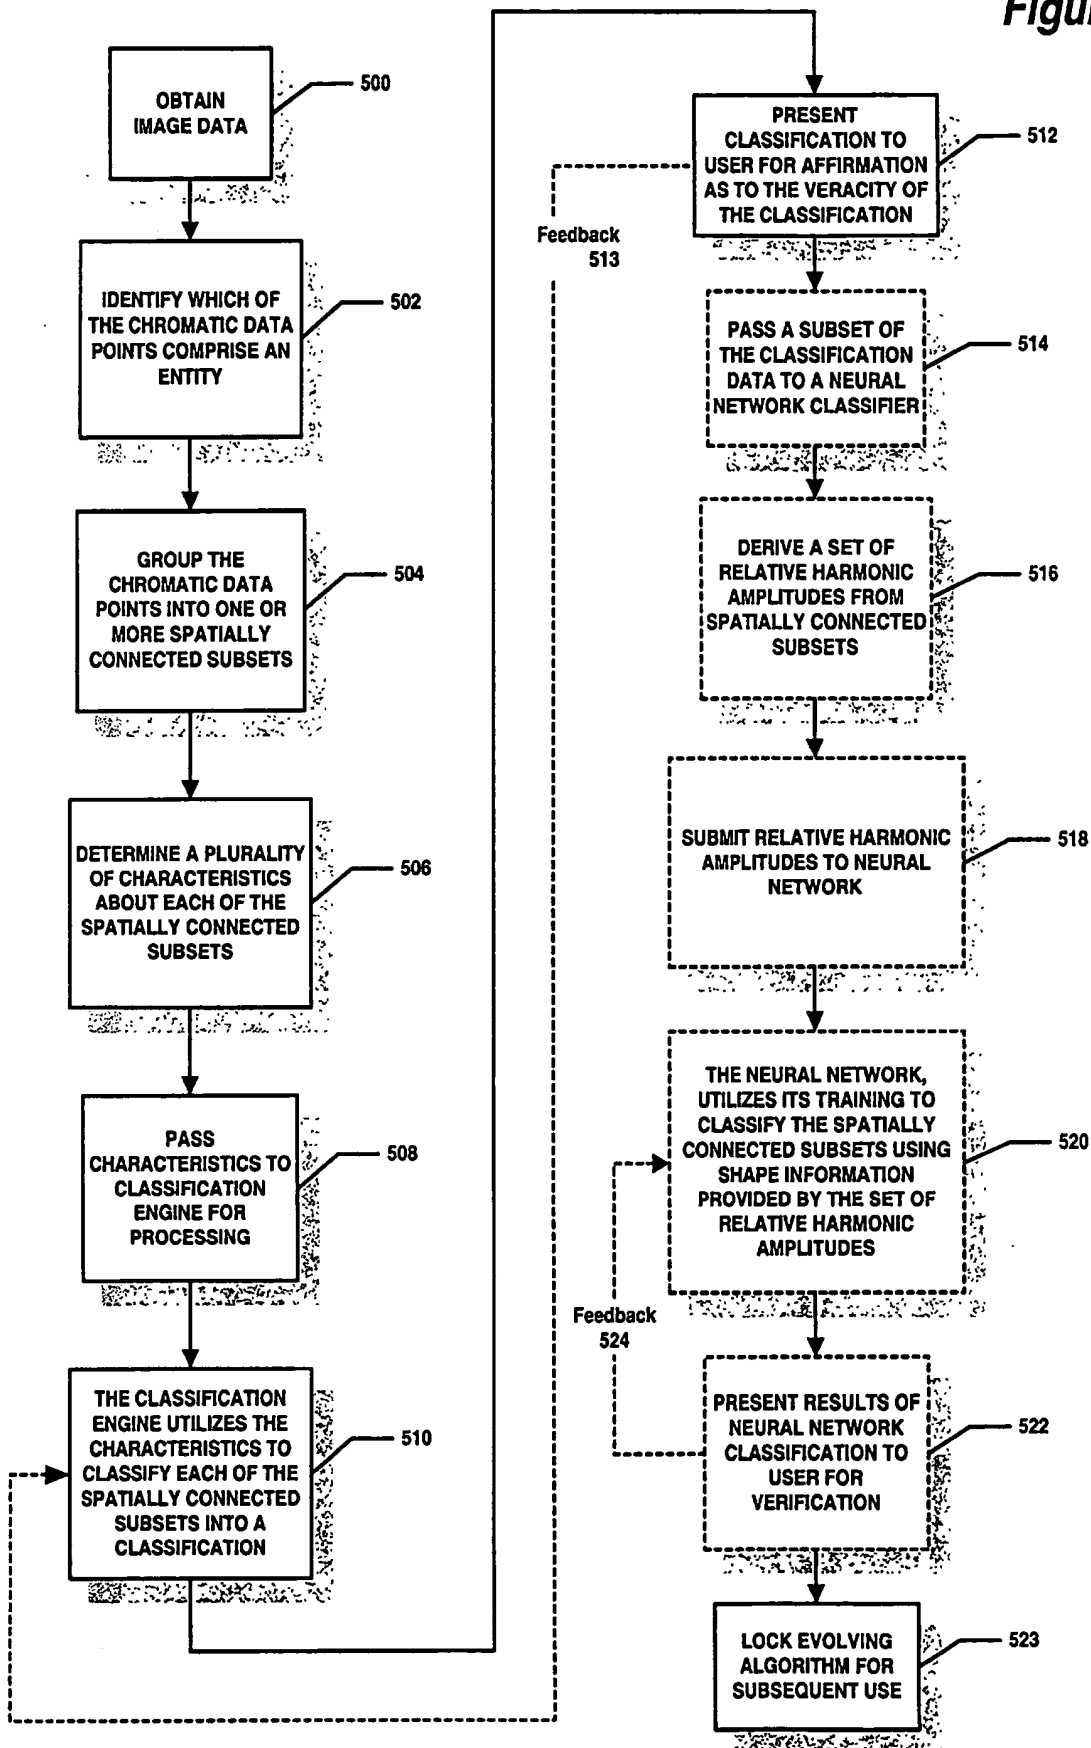 Figur
OBTAIN
IMAGE DATA
500
IDENTIFY WHICH OF
THE CHROMATIC DATA
POINTS COMPRISE AN
ENTITY
502
GROUP THE
CHROMATIC DATA
POINTS INTO ONE OR
MORE SPATIALLY
CONNECTED SUBSETS
504
DETERMINE A PLURALITY
OF CHARACTERISTICS
ABOUT EACH OF THE
SPATIALLY CONNECTED
SUBSETS
506
PASS
CHARACTERISTICS TO
CLASSIFICATION
ENGINE FOR
PROCESSING
508
THE CLASSIFICATION
ENGINE UTILIZES THE
CHARACTERISTICS TO
CLASSIFY EACH OF THE
SPATIALLY CONNECTED
SUBSETS INTO A
CLASSIFICATION
510
PRESENT
CLASSIFICATION TO
USER FOR AFFIRMATION
AS TO THE VERACITY OF
THE CLASSIFICATION
512
Feedback
513
PASS A SUBSET OF
THE CLASSIFICATION
DATA TO A NEURAL
NETWORK CLASSIFIER
514
DERIVE A SET OF
RELATIVE HARMONIC
AMPLITUDES FROM
SPATIALLY CONNECTED
SUBSETS
516
SUBMIT RELATIVE HARMONIC
AMPLITUDES TO NEURAL
NETWORK
518
THE NEURAL NETWORK,
UTILIZES ITS TRAINING TO
CLASSIFY THE SPATIALLY
CONNECTED SUBSETS USING
SHAPE INFORMATION
PROVIDED BY THE SET OF
RELATIVE HARMONIC
AMPLITUDES
520
Feedback
524
PRESENT RESULTS OF
NEURAL NETWORK
CLASSIFICATION TO
USER FOR
VERIFICATION
522
LOCK EVOLVING
ALGORITHM FOR
SUBSEQUENT USE
523